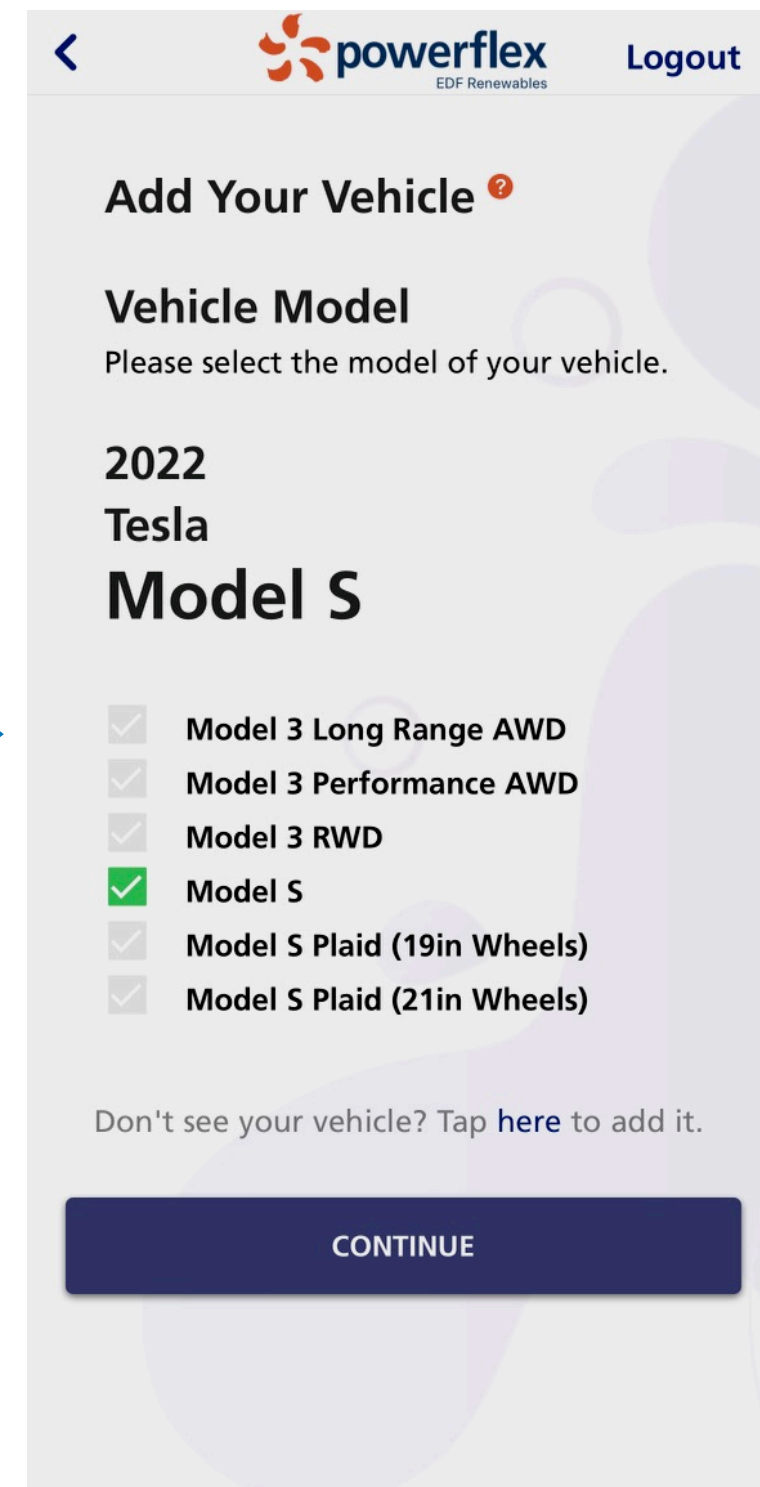 powerflex
EDF Renewables
Logout
Add Your Vehicle ?
Vehicle Model
Please select the model of your vehicle.
2022
Tesla
Model S
Model 3 Long Range AWD
Model 3 Performance AWD
Model 3 RWD
Model S
Model S Plaid (19in Wheels)
Model S Plaid (21in Wheels)
Don't see your vehicle? Tap here to add it.
CONTINUE